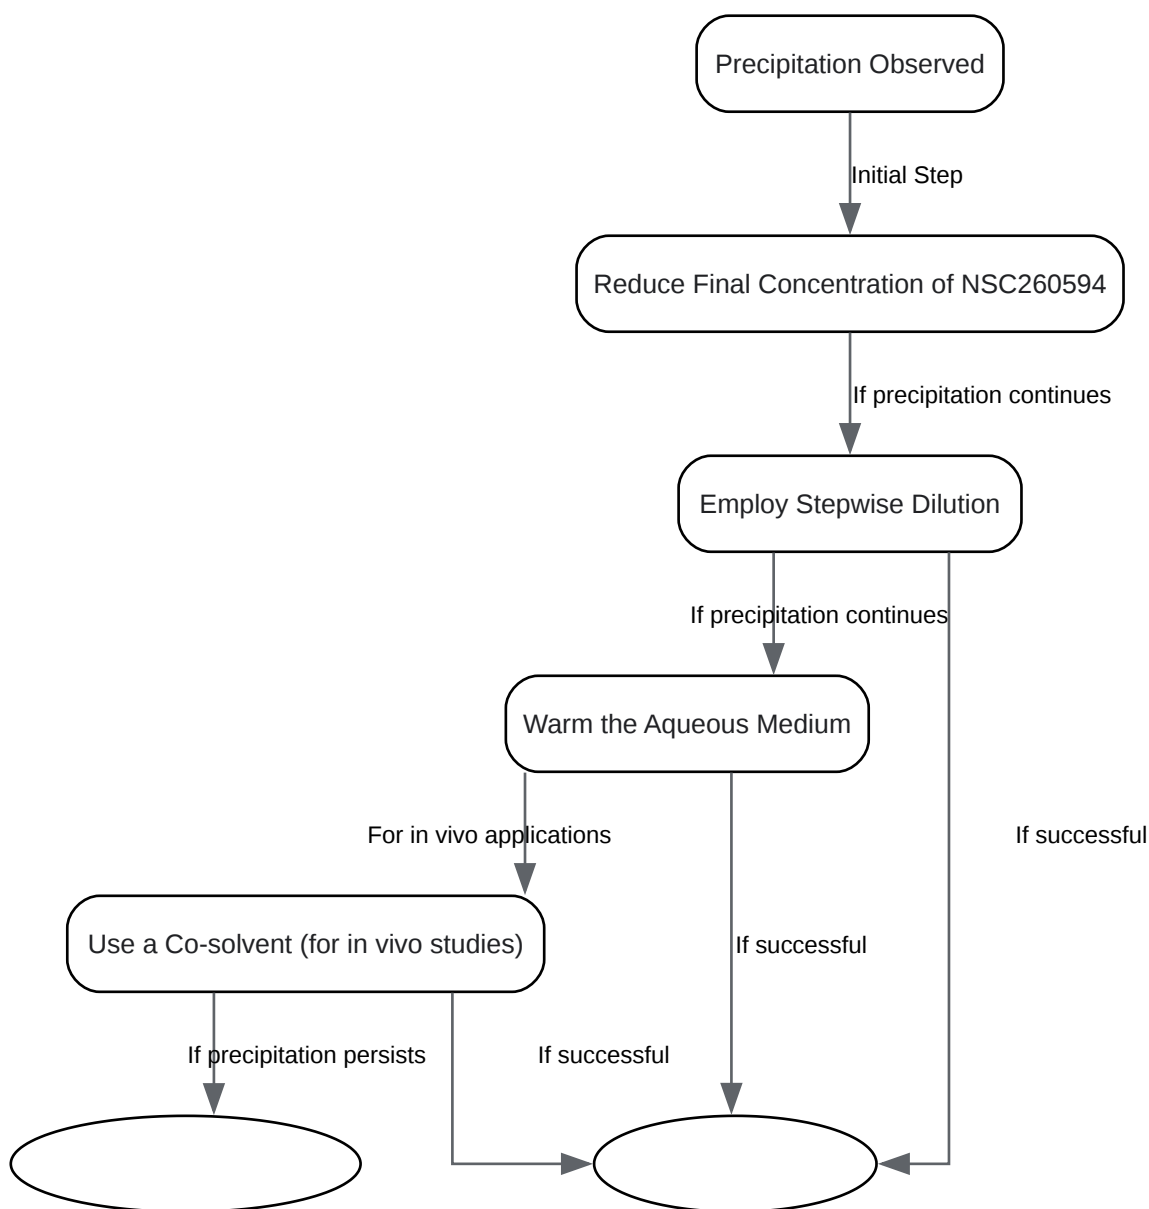 Precipitation Observed
Initial Step
Reduce Final Concentration of NSC260594
If precipitation continues
Employ Stepwise Dilution
If precipitation continues
Warm the Aqueous Medium
For in vivo applications
If successful
Use a Co-solvent (for in vivo studies)
If successful
If precipitation persists
If successful